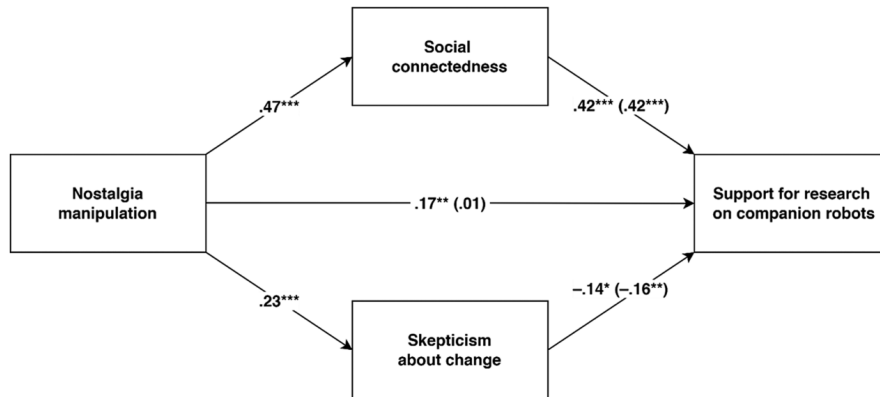 Social
connectedness
.47***
.42*** (.42***)
Nostalgia
manipulation
.17** (.01)
Support for research
on companion robots
.23***
–.14* (–.16**)
Skepticism
about change